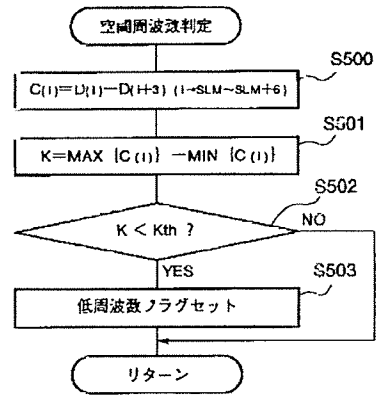 空間周波数判定
S500
C(I)=D(I)−D(I+3) (I→SLM~SLM+6)
S501
K=MAX {C(I)} −MIN {C(I)}
S502
K < Kth ?
NO
YES
S503
低周波数フラグセット
リターン